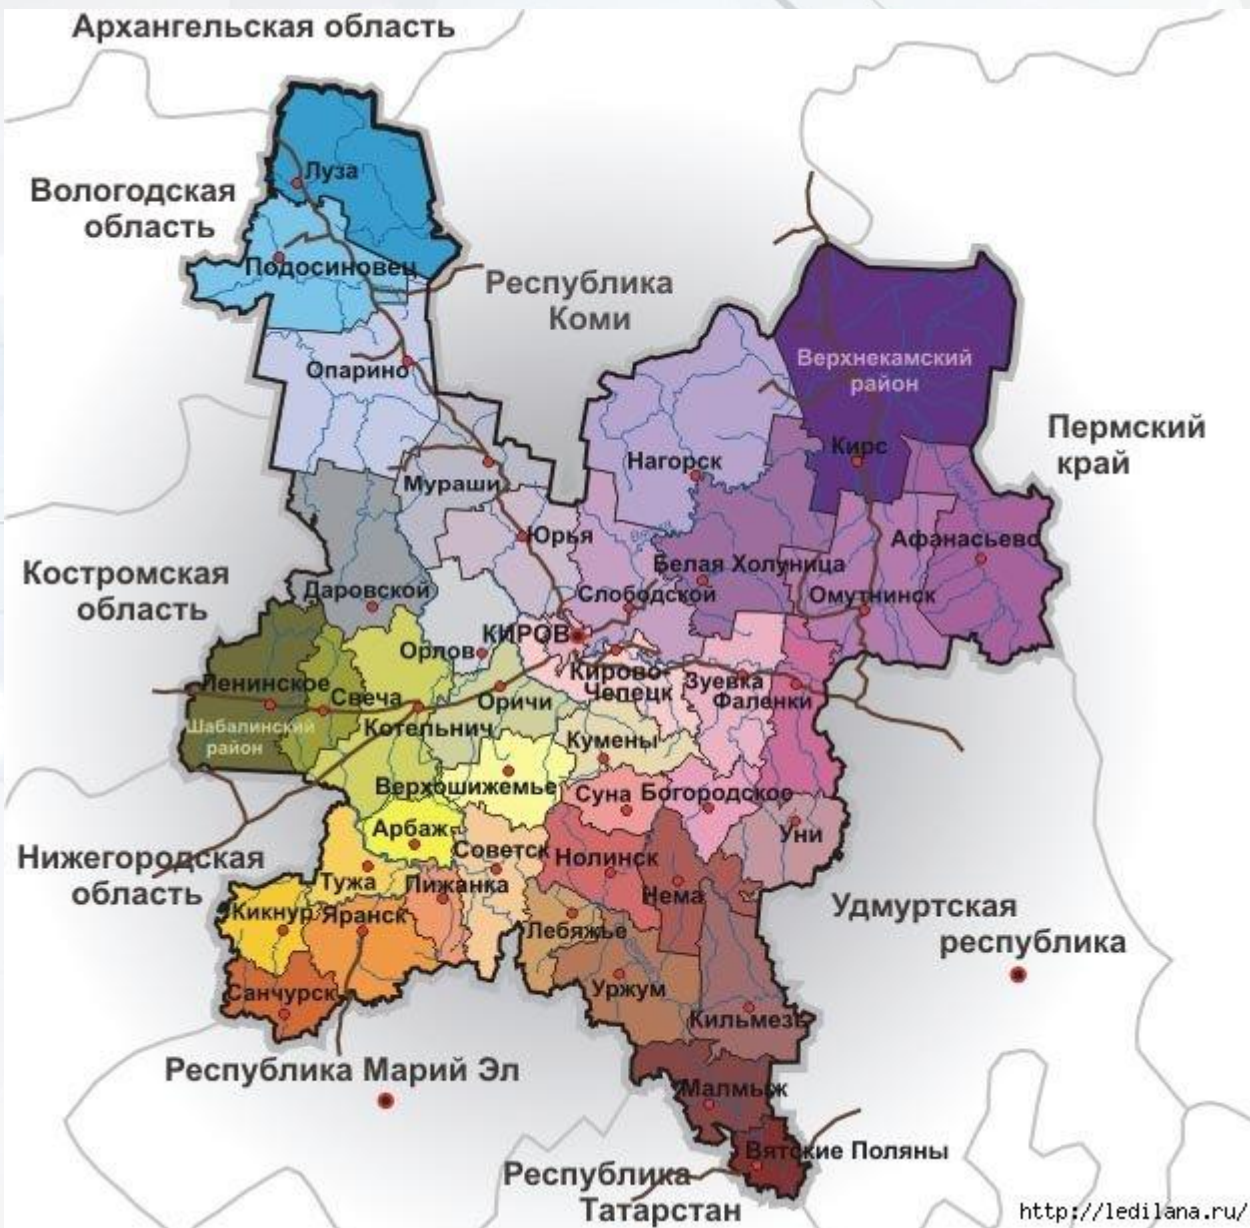 Архангельская область
Вологодская
область
Луза
Подосиновец
Республика
Коми
Опарино
Верхнекамский
район
Пермский
край
Кирс
Нагорск
Мураши
Юрья
Афанасьево
Белая Холуница
Костромская
область
Даровской
Слободской
Омутнинск
КИРОВ
Орлов
Кирово-
Чепецк
Зуевка
Фаленки
Ленинское
Свеча
Оричи
Шабалинский
район
Котельнич
Кумены
Верхошижемье
Суна
Богородское
Арбаж
Уни
Советск
Нолинск
Нижегородская
область
Тужа
Пижанка
Нема
Кикнур
Яранск
Лебяжье
Удмуртская
республика
Санчурск
Уржум
Кильмезь
Республика Марий Эл
Малмыж
Вятские Поляны
Республика
Татарстан
http://ledilana.ru/